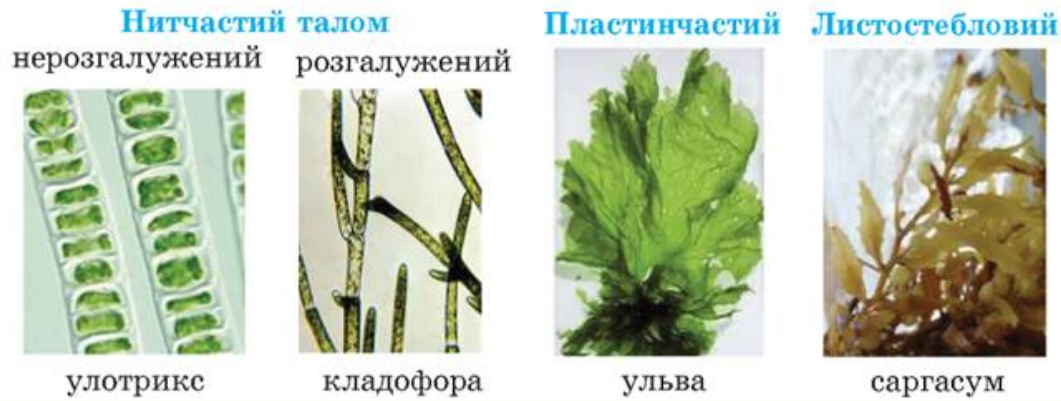 Нитчастий талом
нерозгалужений
розгалужений
Пластинчастий
Листостебловий
улотрикс
кладофора
ульва
саргасум